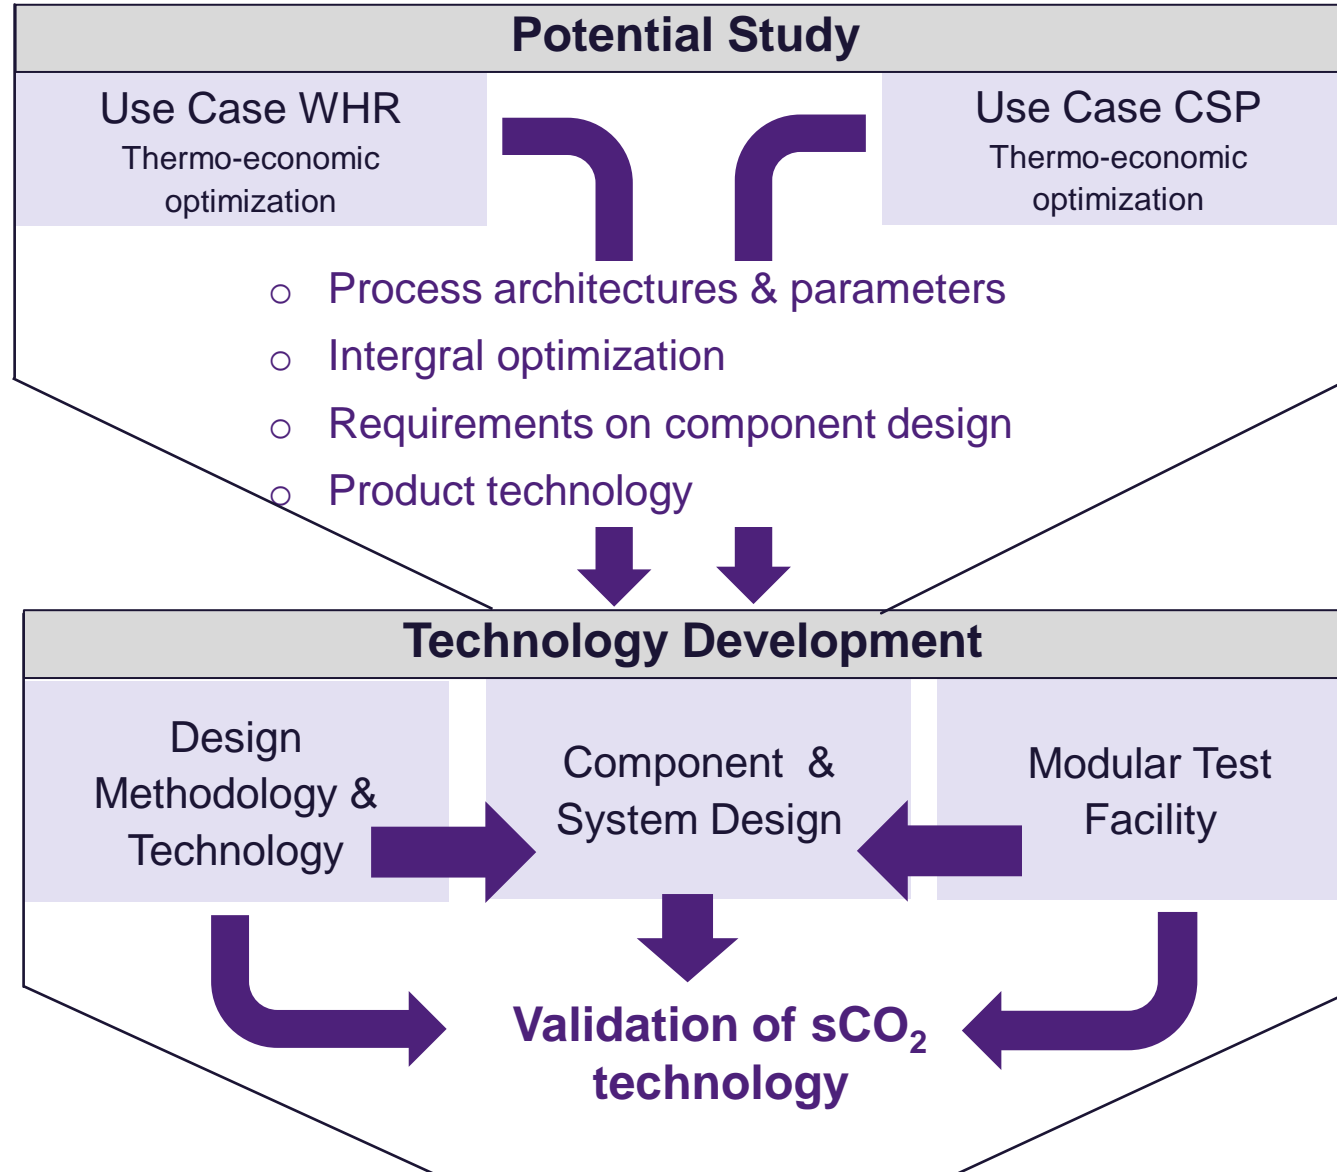 Potential Study
Use Case WHR
Thermo-economic
optimization
Use Case CSP
Thermo-economic
optimization
o Process architectures & parameters
o Intergral optimization
o Requirements on component design
o Product technology
Technology Development
Design
Methodology &
Technology
Component &
System Design
Modular Test
Facility
Validation of sCO₂
technology